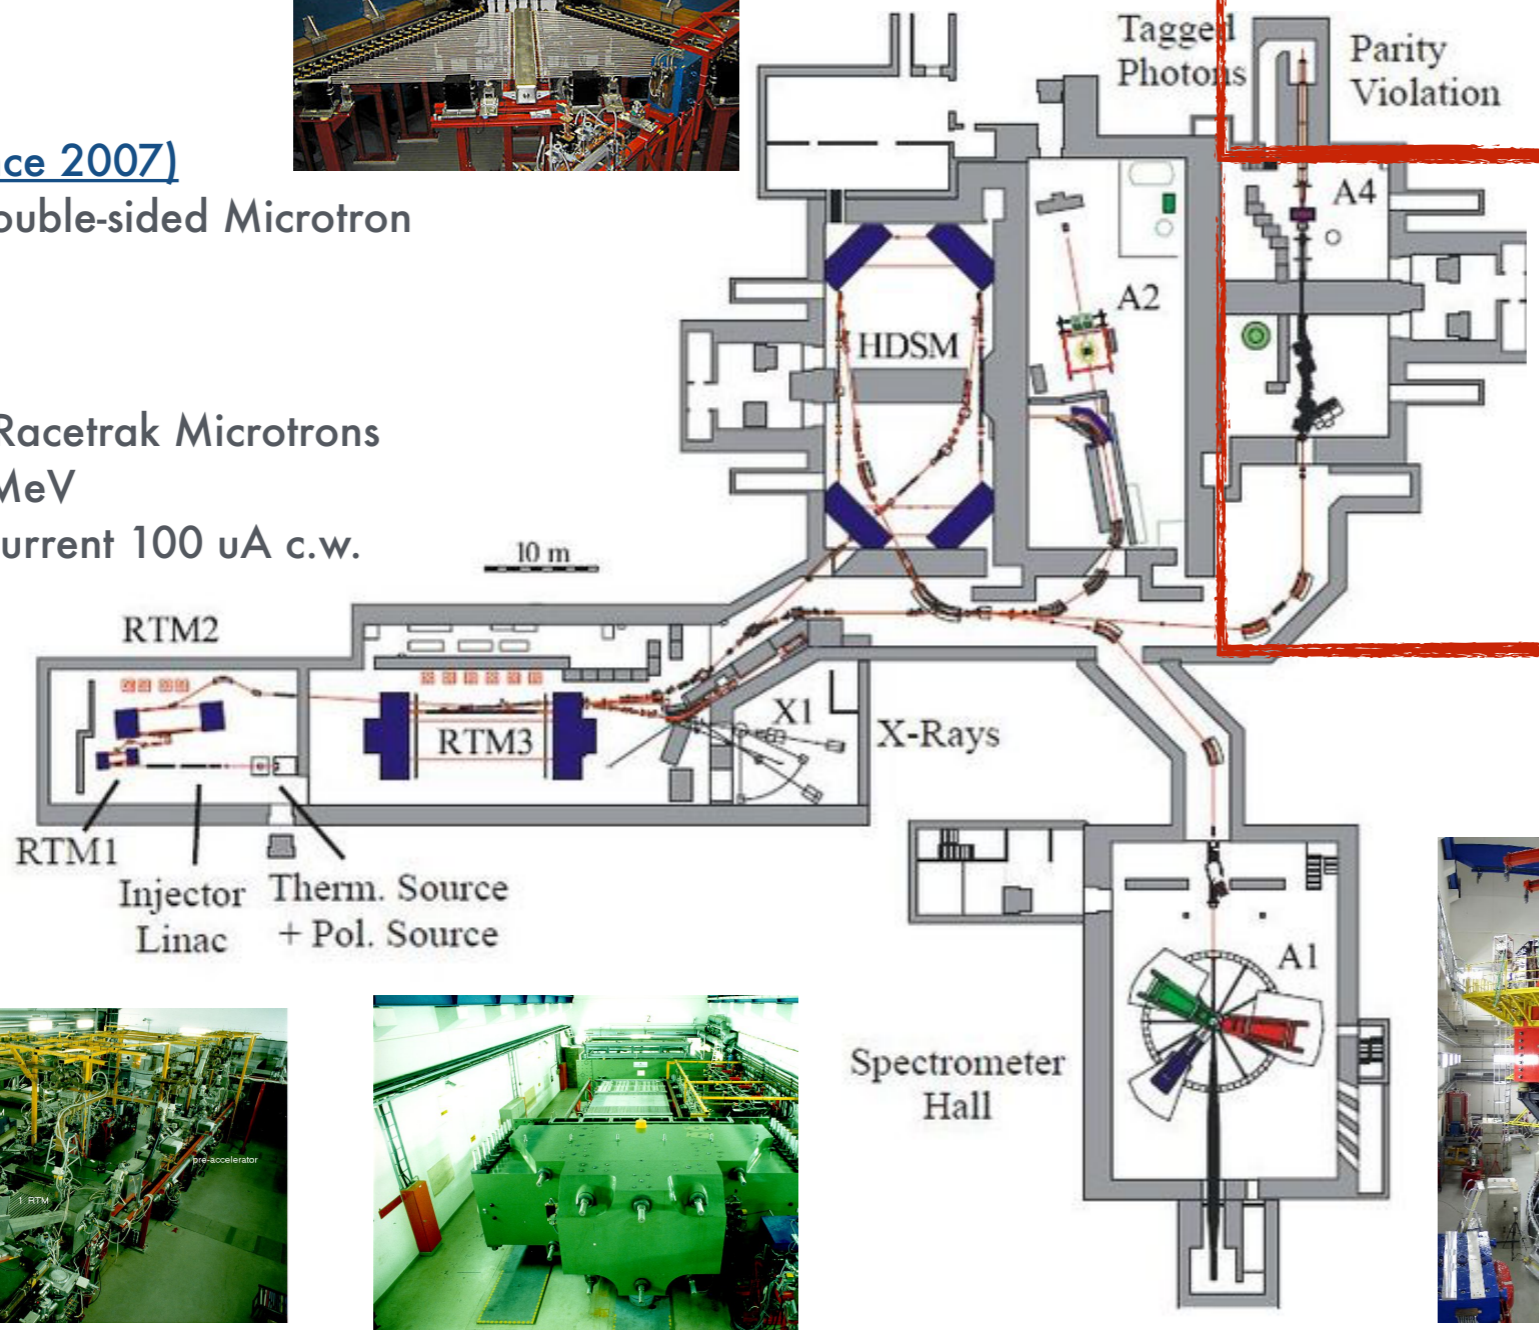 ce 2007)
ouble-sided Microtron
Racetrak Microtrons
MeV
urrent 100 uA c.w.
Tagged
Photons
Parity
Violation
A4
A2
HDSM
10 m
RTM2
RTM3
X1
X-Rays
RTM1
Injector
Linac
Therm. Source
+ Pol. Source
A1
Spectrometer
Hall
pre-accelerator
1. RTM
2